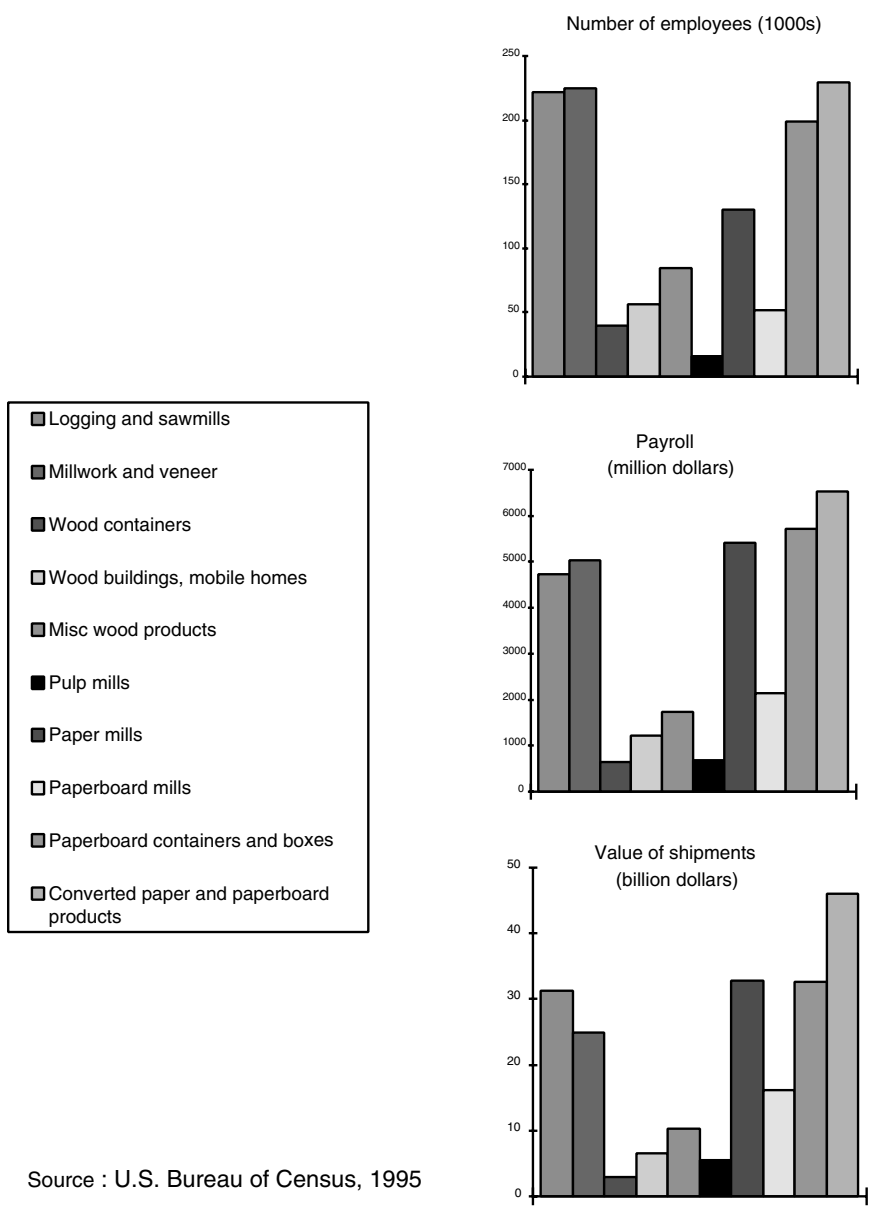 Number of employees (1000s)
250
200
150
100
50
0
Logging and sawmills
Millwork and veneer
Wood containers
Wood buildings, mobile homes
Misc wood products
Pulp mills
Paper mills
Paperboard mills
Paperboard containers and boxes
Converted paper and paperboard
products
Payroll
(million dollars)
7000
6000
5000
4000
3000
2000
1000
0
Value of shipments
(billion dollars)
50
40
30
20
10
0
Source : U.S. Bureau of Census, 1995